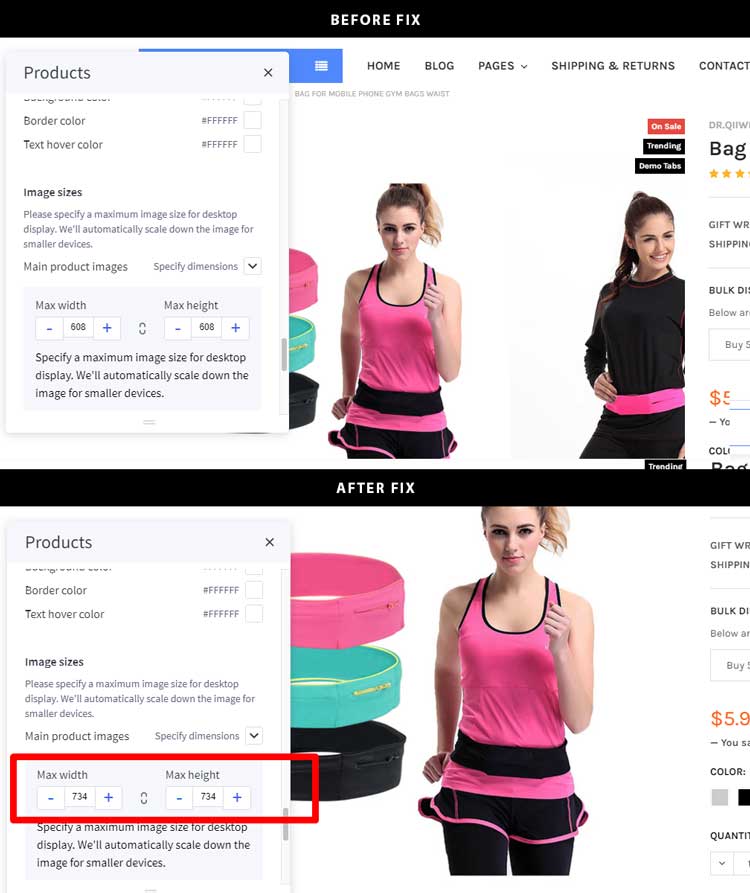 BEFORE FIX
HOME BLOG PAGES SHIPPING & RETURNS CONTACT
BAG FOR MOBILE PHONE GYM BAGS WAIST
Products
Background color
Border color #FFFFFF
Text hover color #FFFFFF
Image sizes
Please specify a maximum image size for desktop
display. We'll automatically scale down the image for
smaller devices.
Main product images Specify dimensions
Max width Max height
- 608 + - 608 +
Specify a maximum image size for desktop
display. We'll automatically scale down the
image for smaller devices.
On Sale
Trending
Demo Tabs
DR.QIIW
Bag
GIFT WR
SHIPPIN
BULK DIS
Below are
Buy 5
$5
— Yo
COL
Bag
Trending
AFTER FIX
Products
Border color #FFFFFF
Text hover color #FFFFFF
Image sizes
Please specify a maximum image size for desktop
display. We'll automatically scale down the image for
smaller devices.
Main product images Specify dimensions
Max width Max height
- 734 + - 734 +
Specify a maximum image size for desktop
display. We'll automatically scale down the
image for smaller devices.
GIFT WR
SHIPPIN
BULK DI
Below ar
Buy 5
$5.9
— You sa
COLOR:
QUANTI
1